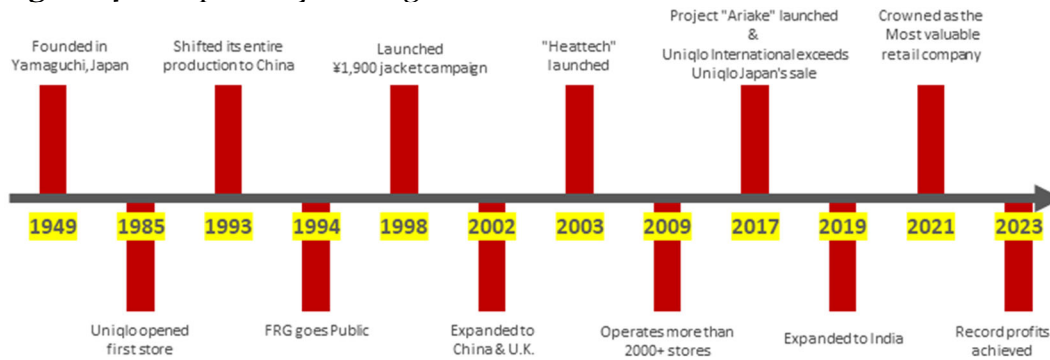 Founded in
Yamaguchi, Japan
Shifted its entire
production to China
Launched
¥1,900 jacket campaign
"Heattech"
launched
Project "Ariake" launched
&
Uniqlo International exceeds
Uniqlo Japan's sale
Crowned as the
Most valuable
retail company
1949
1985
1993
1994
1998
2002
2003
2009
2017
2019
2021
2023
Uniqlo opened
first store
FRG goes Public
Expanded to
China & U.K.
Operates more than
2000+ stores
Expanded to India
Record profits
achieved